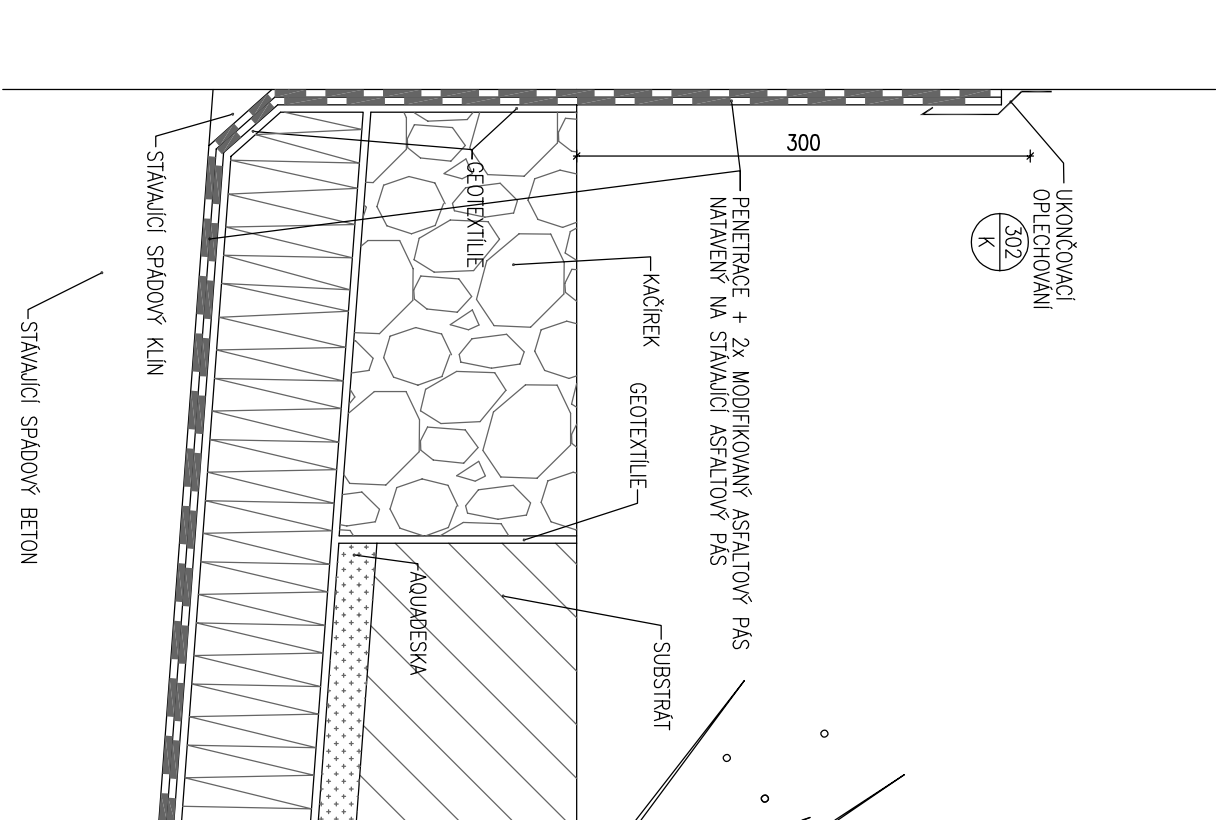 UKONČOVACÍ
OPLECHOVÁNÍ
302
K
300
PENETRACE + 2x MODIFIKOVANÝ ASFALTOVÝ PÁS
NATAVENÝ NA STÁVAJÍCÍ ASFALTOVÝ PÁS
KAČÍREK
GEOTEXTÍLIE
SUBSTRÁT
GEOTEXTÍLIE
AQUADESKA
STÁVAJÍCÍ SPÁDOVÝ KLÍN
STÁVAJÍCÍ SPÁDOVÝ BETON